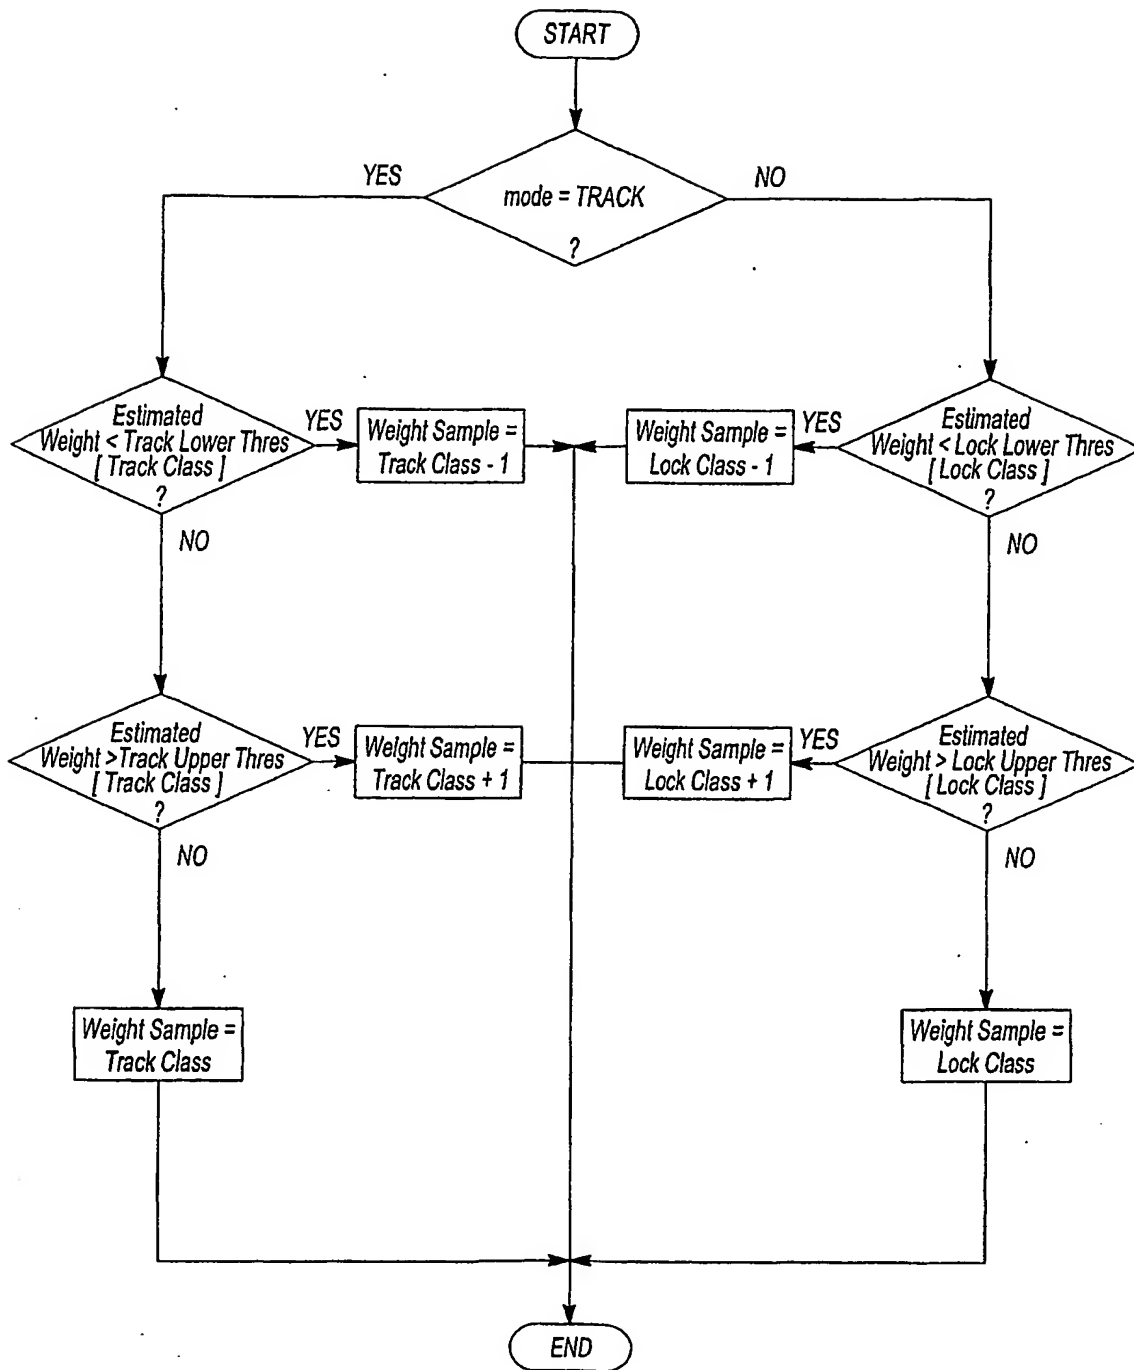 START
mode = TRACK
?
YES
NO
Estimated
Weight < Track Lower Thres
[ Track Class ]
?
YES
NO
Weight Sample =
Track Class - 1
Weight Sample =
Lock Class - 1
YES
Estimated
Weight < Lock Lower Thres
[ Lock Class ]
?
NO
Estimated
Weight >Track Upper Thres
[ Track Class ]
?
YES
NO
Weight Sample =
Track Class + 1
Weight Sample =
Lock Class + 1
YES
Estimated
Weight > Lock Upper Thres
[ Lock Class ]
?
NO
Weight Sample =
Track Class
Weight Sample =
Lock Class
END